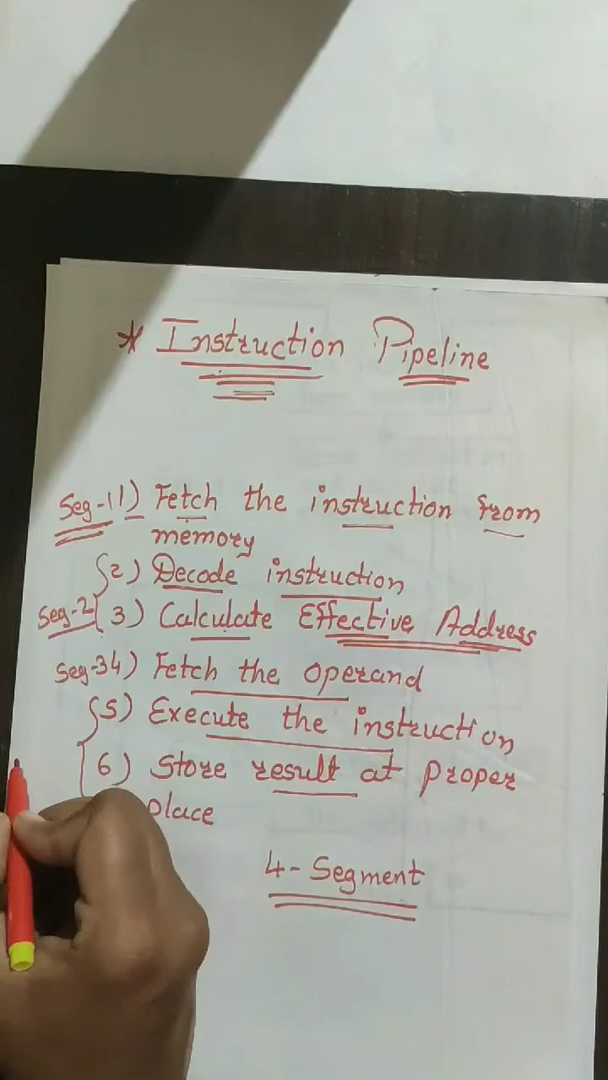 * Instruction Pipeline
Seg-1 1) Fetch the instruction from
memory
2) Decode instruction
Seg-2 3) Calculate Effective Address
Seg-3 4) Fetch the operand
5) Execute the instruction
6) Store result at proper
place
4- Segment